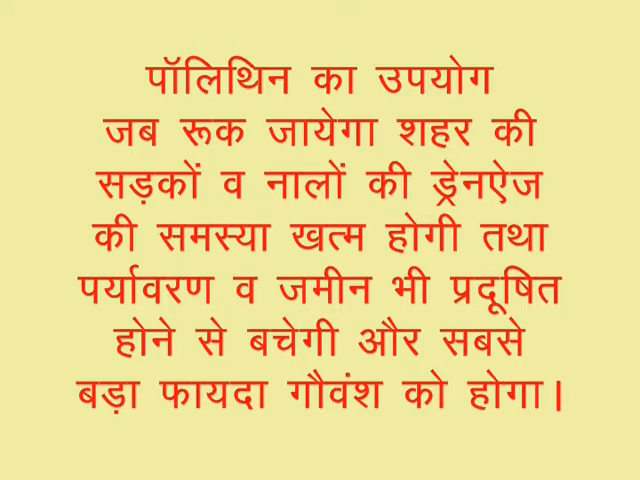 पॉलिथिन का उपयोग
जब रूक जायेगा शहर की
सड़कों व नालों की ड्रेनऐज
की समस्या खत्म होगी तथा
पर्यावरण व जमीन भी प्रदूषित
होने से बचेगी और सबसे
बड़ा फायदा गौवंश को होगा।